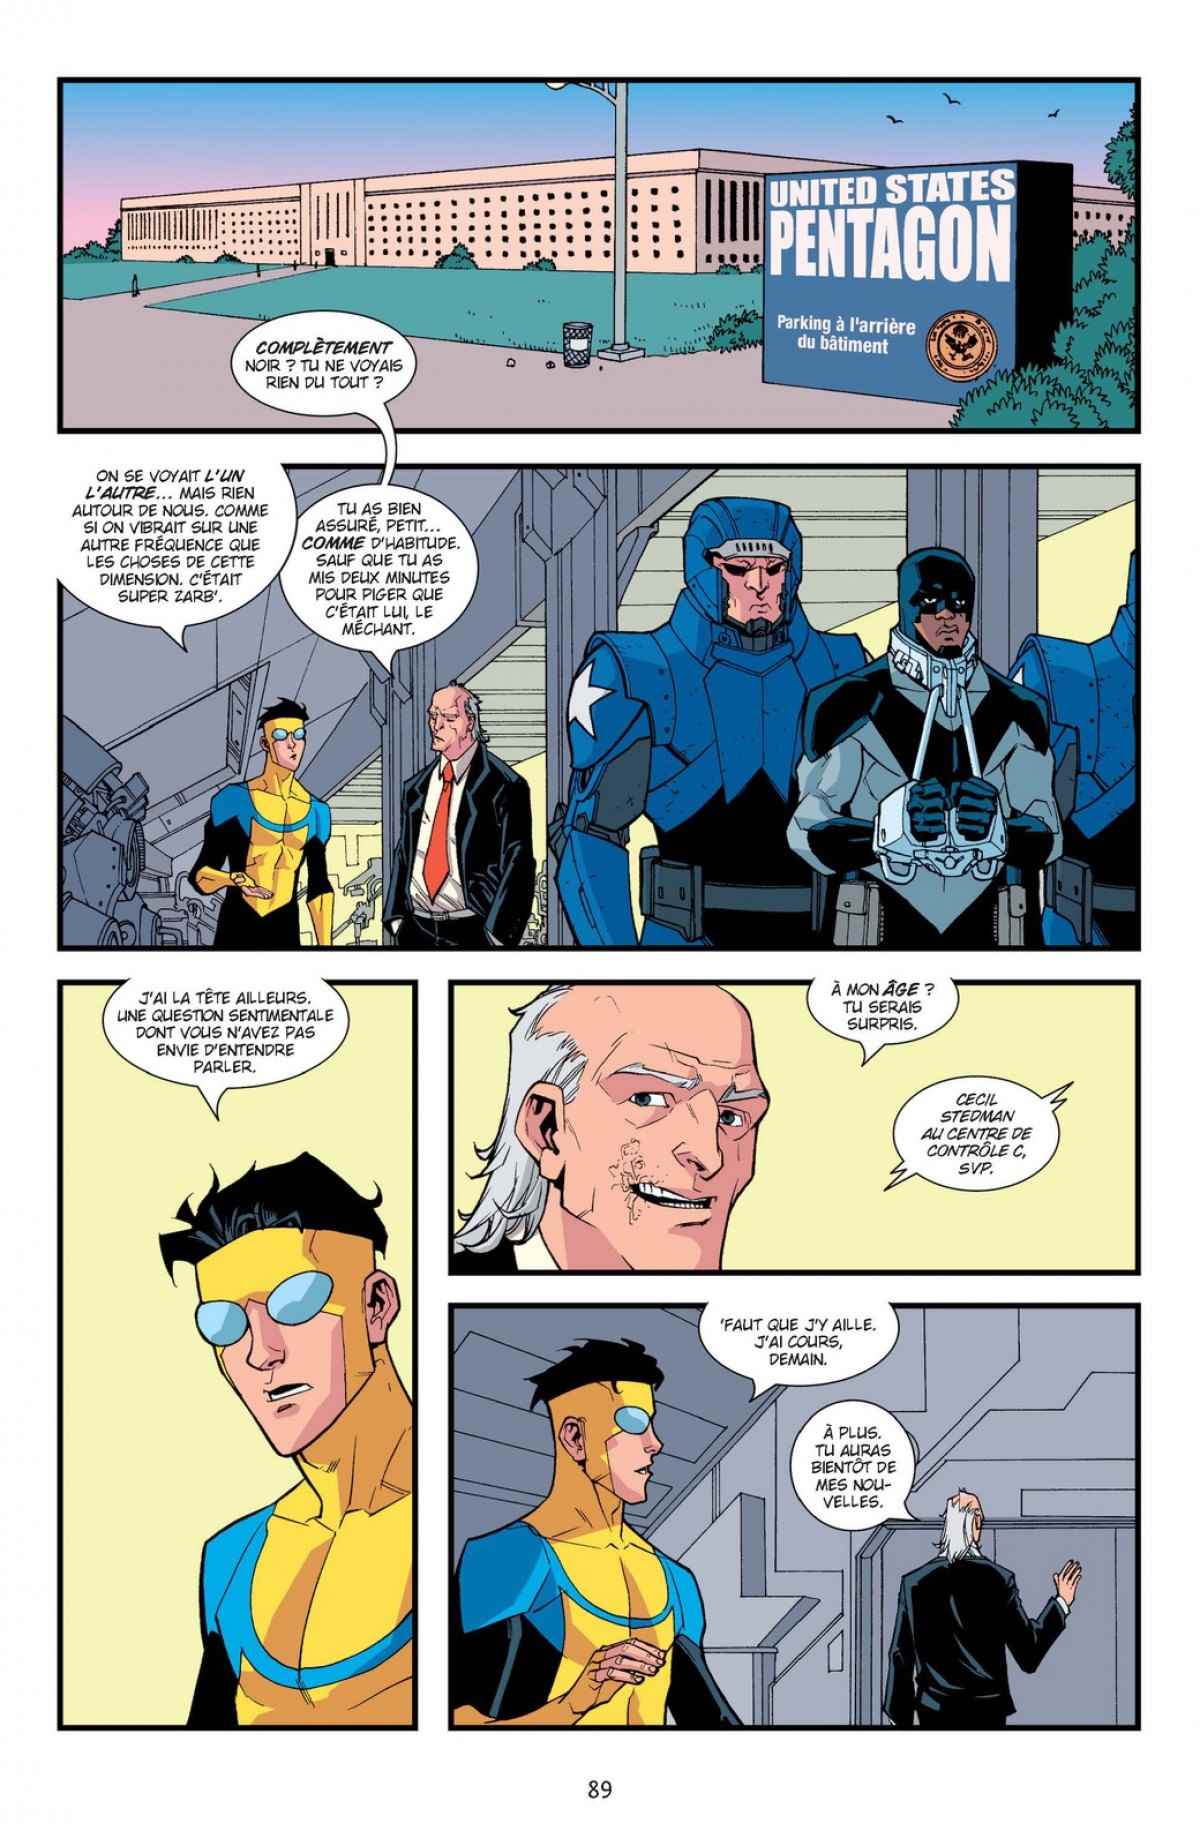 UNITED STATES
PENTAGON
Parking à l'arrière
du bâtiment
COMPLÈTEMENT
NOIR ? TU NE VOYAIS
RIEN DU TOUT ?
ON SE VOYAIT L'UN
L'AUTRE... MAIS RIEN
AUTOUR DE NOUS. COMME
SI ON VIBRAIT SUR UNE
AUTRE FRÉQUENCE QUE
LES CHOSES DE CETTE
DIMENSION. C'ÉTAIT
SUPER ZARB'.
TU AS BIEN
ASSURÉ, PETIT...
COMME D'HABITUDE.
SAUF QUE TU AS
MIS DEUX MINUTES
POUR PIGER QUE
C'ÉTAIT LUI, LE
MÉCHANT.
J'AI LA TÊTE AILLEURS.
UNE QUESTION SENTIMENTALE
DONT VOUS N'AVEZ PAS
ENVIE D'ENTENDRE
PARLER.
À MON ÂGE ?
TU SERAIS
SURPRIS.
CECIL
STEDMAN
AU CENTRE DE
CONTRÔLE C,
SVP.
'FAUT QUE J'Y AILLE.
J'AI COURS,
DEMAIN.
À PLUS.
TU AURAS
BIENTÔT DE
MES NOU-
VELLES.
89